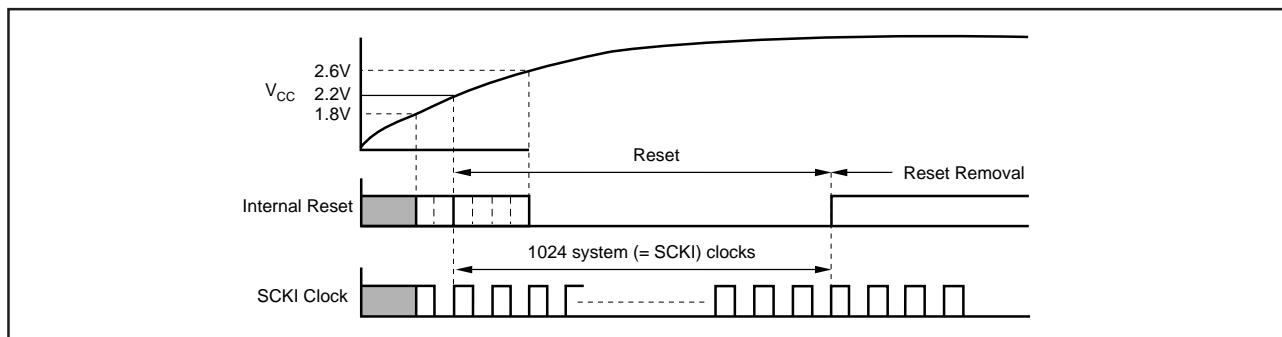 2.6V
V_CC 2.2V
1.8V
Reset
Reset Removal
Internal Reset
1024 system (= SCKI) clocks
SCKI Clock